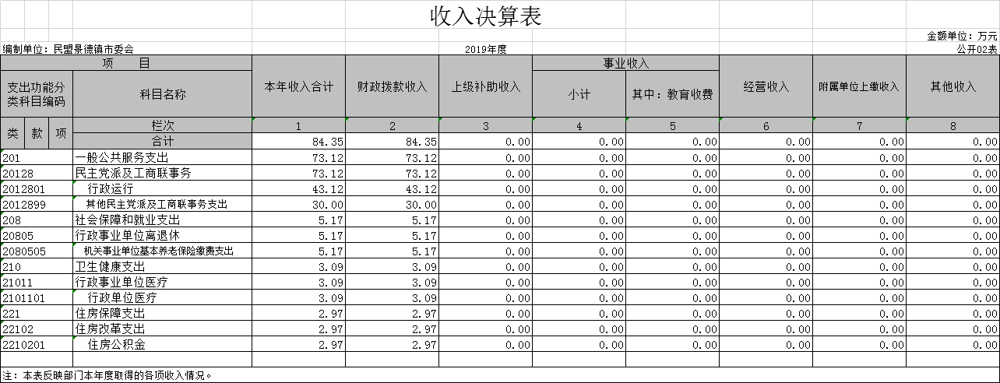 收入决算表
金额单位：万元
编制单位：民盟景德镇市委会 2019年度 公开02表
项 目 本年收入合计 财政拨款收入 上级补助收入 事业收入 经营收入 附属单位上缴收入 其他收入
支出功能分类科目编码 科目名称 小计 其中：教育收费
类 款 项 栏次 1 2 3 4 5 6 7 8
合计 84.35 84.35 0.00 0.00 0.00 0.00 0.00 0.00
201 一般公共服务支出 73.12 73.12 0.00 0.00 0.00 0.00 0.00 0.00
20128 民主党派及工商联事务 73.12 73.12 0.00 0.00 0.00 0.00 0.00 0.00
2012801 行政运行 43.12 43.12 0.00 0.00 0.00 0.00 0.00 0.00
2012899 其他民主党派及工商联事务支出 30.00 30.00 0.00 0.00 0.00 0.00 0.00 0.00
208 社会保障和就业支出 5.17 5.17 0.00 0.00 0.00 0.00 0.00 0.00
20805 行政事业单位离退休 5.17 5.17 0.00 0.00 0.00 0.00 0.00 0.00
2080505 机关事业单位基本养老保险缴费支出 5.17 5.17 0.00 0.00 0.00 0.00 0.00 0.00
210 卫生健康支出 3.09 3.09 0.00 0.00 0.00 0.00 0.00 0.00
21011 行政事业单位医疗 3.09 3.09 0.00 0.00 0.00 0.00 0.00 0.00
2101101 行政单位医疗 3.09 3.09 0.00 0.00 0.00 0.00 0.00 0.00
221 住房保障支出 2.97 2.97 0.00 0.00 0.00 0.00 0.00 0.00
22102 住房改革支出 2.97 2.97 0.00 0.00 0.00 0.00 0.00 0.00
2210201 住房公积金 2.97 2.97 0.00 0.00 0.00 0.00 0.00 0.00
注：本表反映部门本年度取得的各项收入情况。